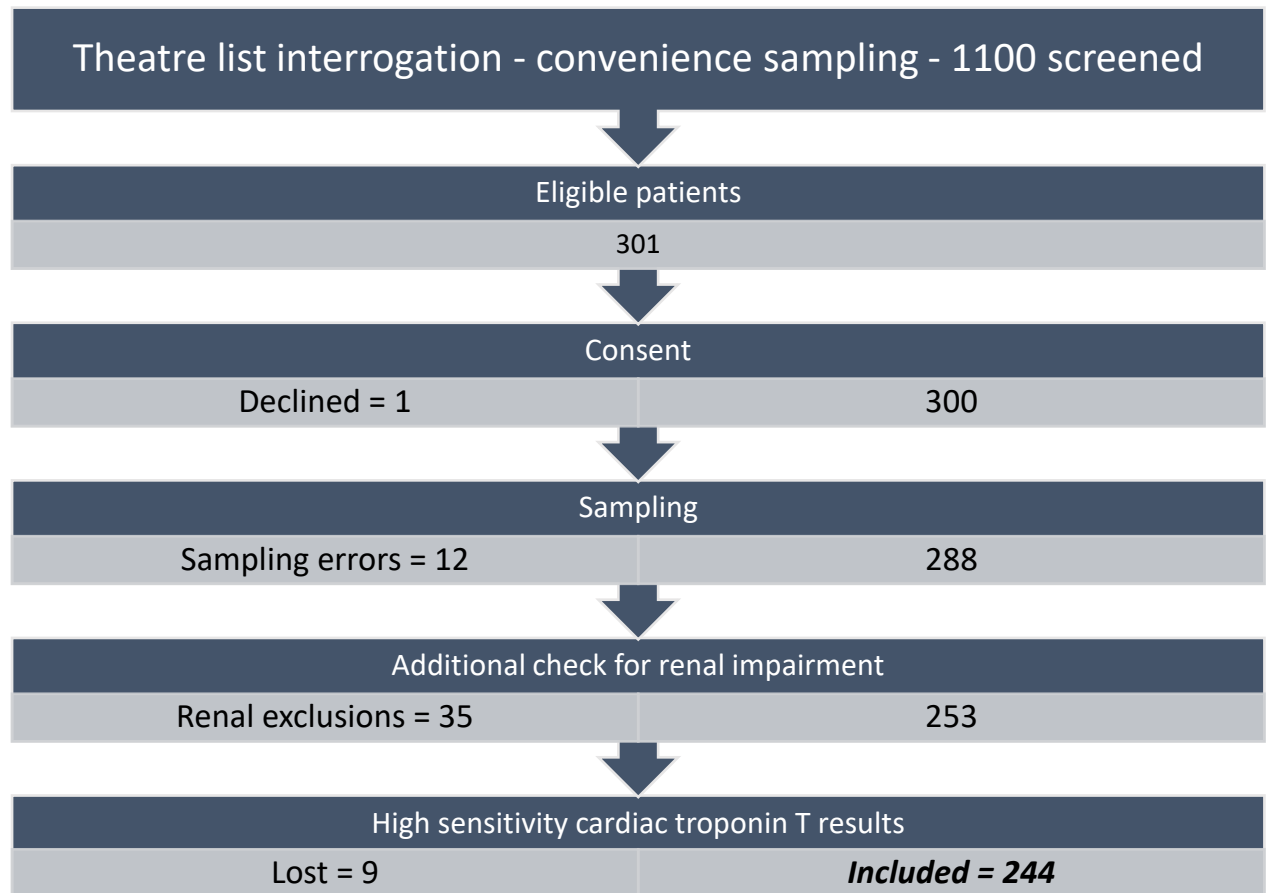 Theatre list interrogation - convenience sampling - 1100 screened
Eligible patients
301
Consent
Declined = 1 300
Sampling
Sampling errors = 12 288
Additional check for renal impairment
Renal exclusions = 35 253
High sensitivity cardiac troponin T results
Lost = 9 Included = 244